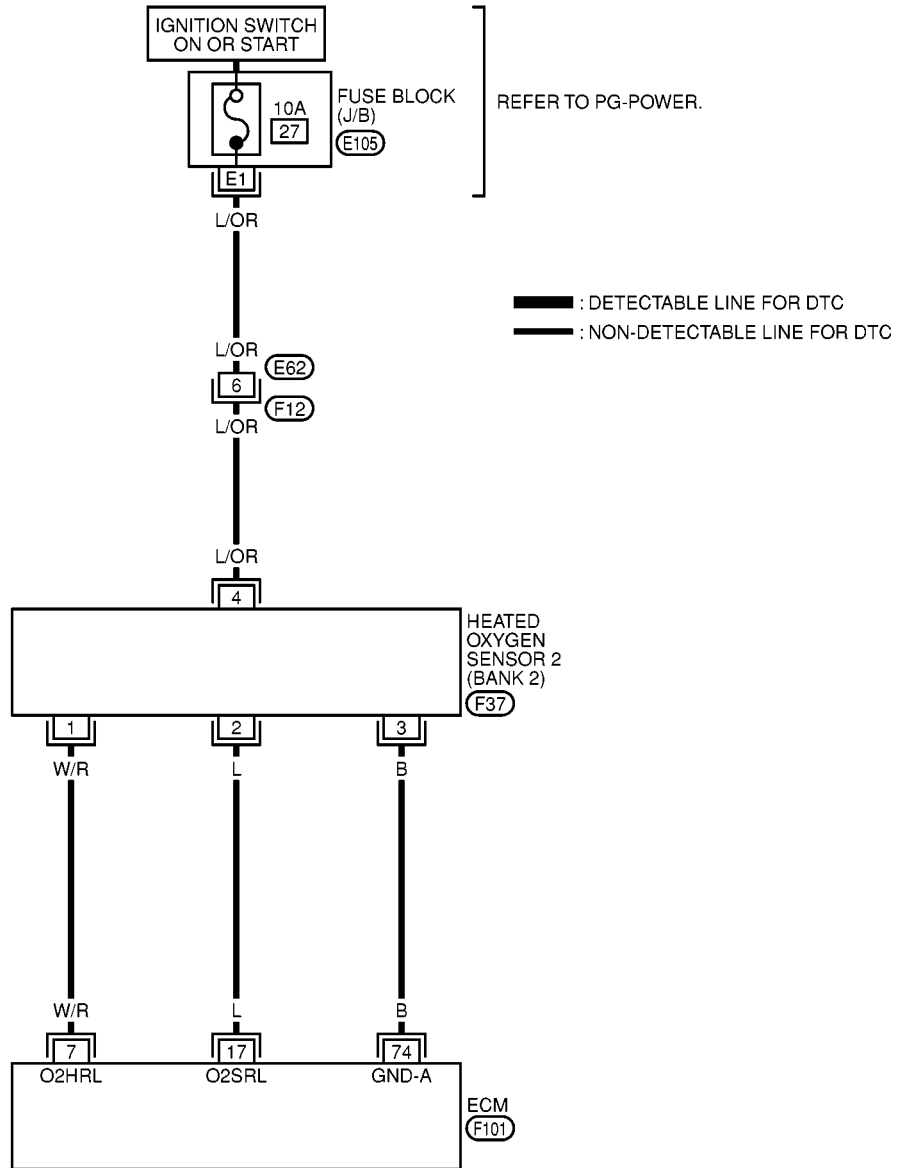 IGNITION SWITCH
ON OR START
10A
27
FUSE BLOCK
(J/B)
E105
REFER TO PG-POWER.
E1
L/OR
: DETECTABLE LINE FOR DTC
: NON-DETECTABLE LINE FOR DTC
L/OR
E62
6
F12
L/OR
L/OR
4
HEATED
OXYGEN
SENSOR 2
(BANK 2)
F37
1 2 3
W/R L B
W/R L B
7 17 74
O2HRL O2SRL GND-A
ECM
F101